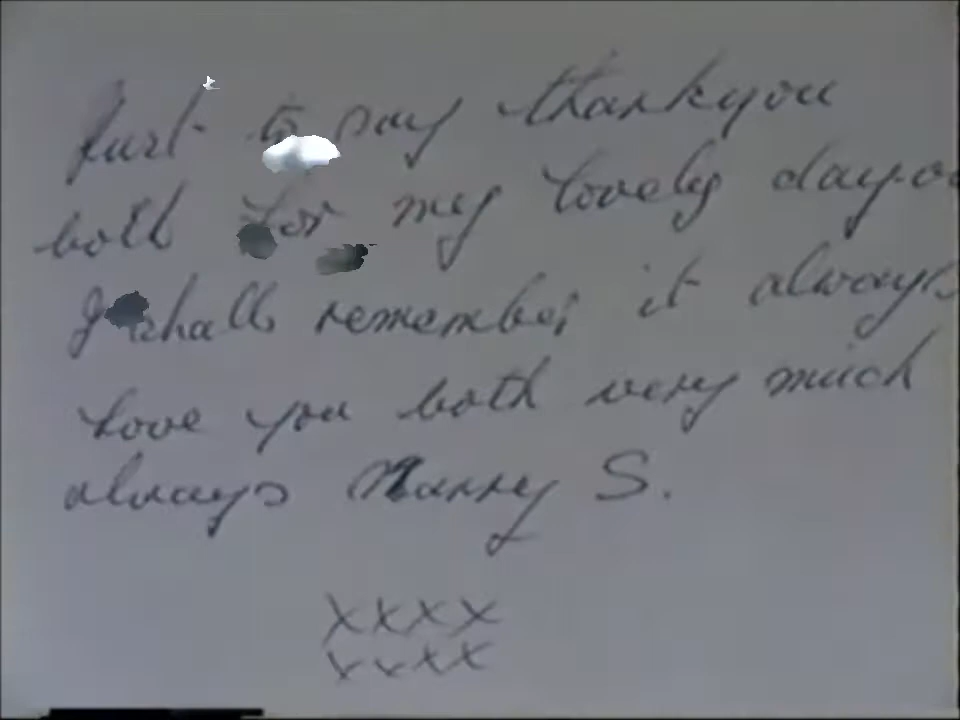 Just to say thankyou
both for my lovely day.o
I shall remember it always
Love you both very much
always Nanny S.
xxxx
xxxx